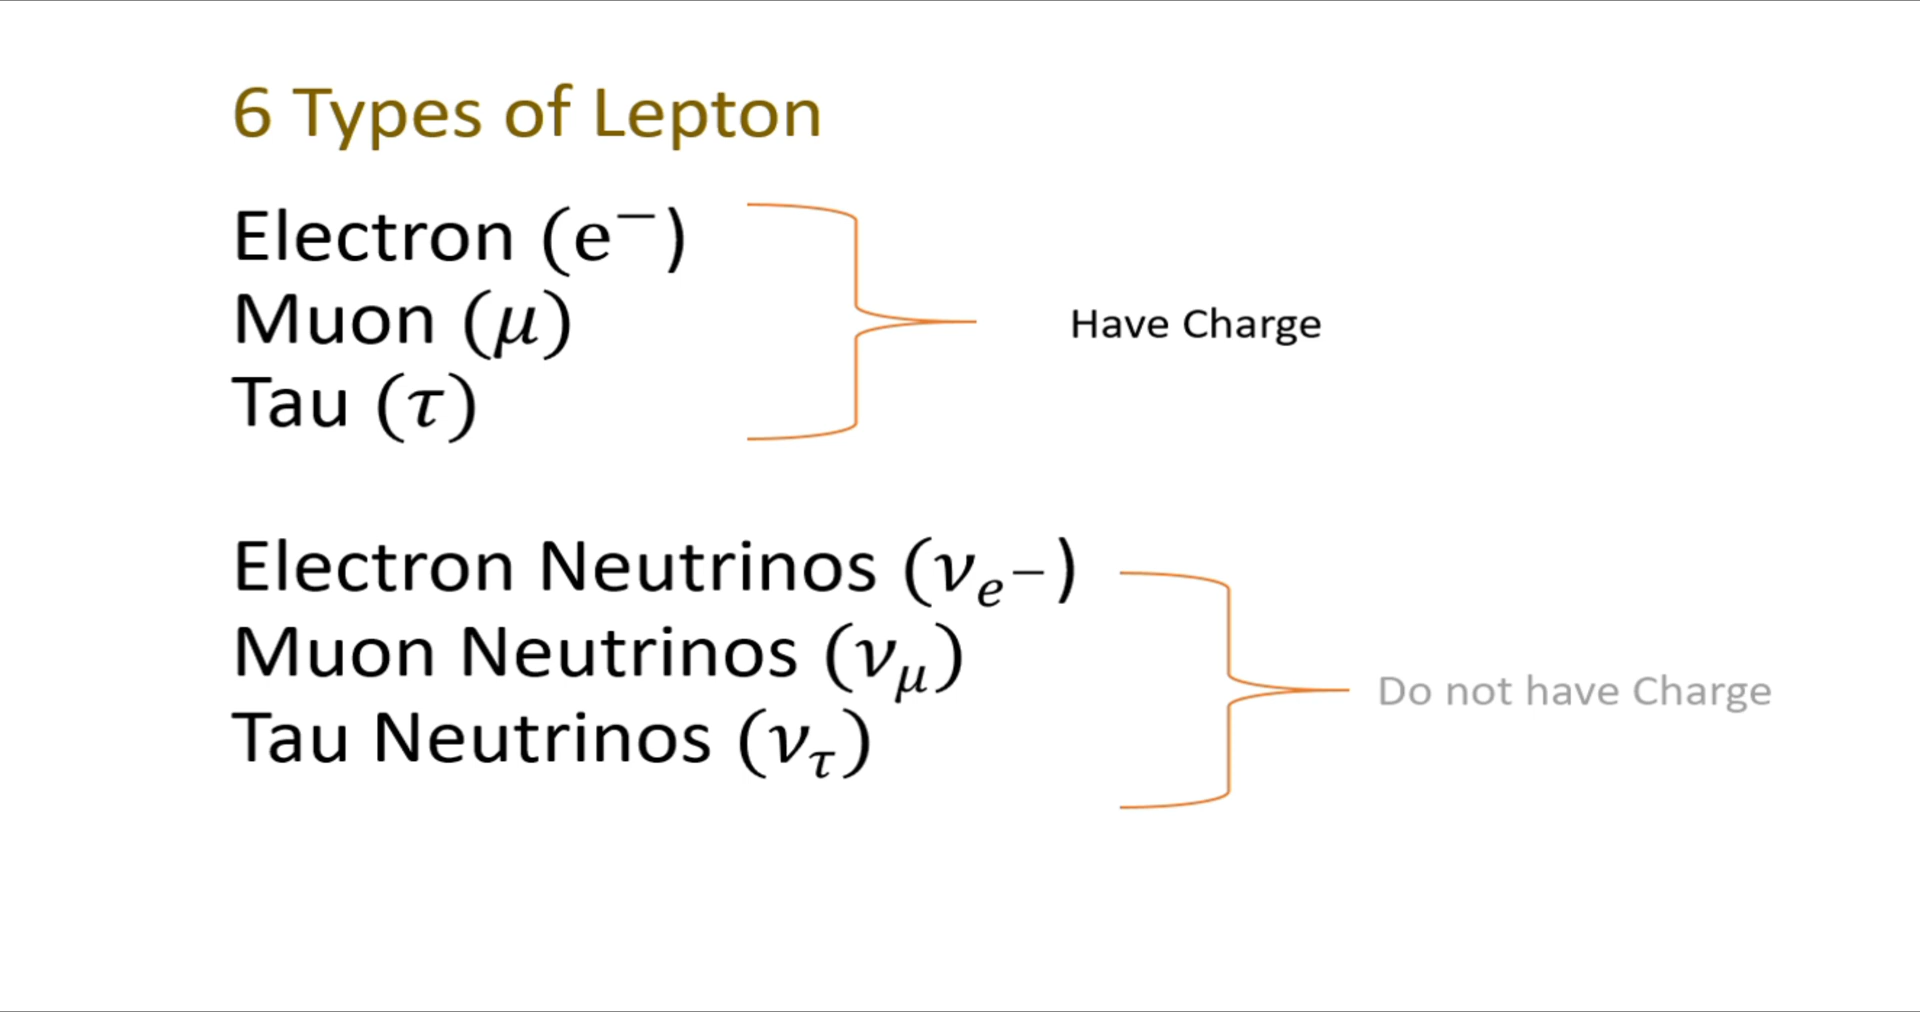 6 Types of Lepton
Electron (e⁻)
Muon (μ)
Tau (τ)
Have Charge
Electron Neutrinos (νₑ−)
Muon Neutrinos (ν_μ)
Tau Neutrinos (ν_τ)
Do not have Charge